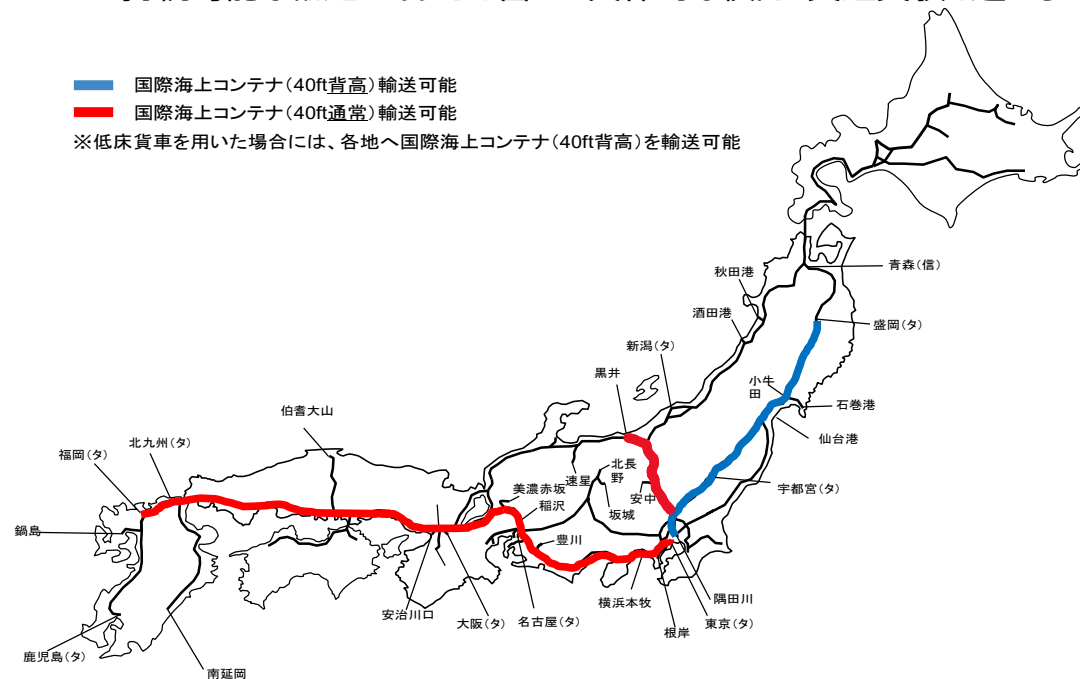 国際海上コンテナ(40ft背高)輸送可能
国際海上コンテナ(40ft通常)輸送可能
※低床貨車を用いた場合には、各地へ国際海上コンテナ(40ft背高)を輸送可能
青森(信)
秋田港
酒田港
盛岡(タ)
新潟(タ)
黒井
小牛
田
石巻港
仙台港
伯耆大山
北九州(タ)
福岡(タ)
北長
野
速星
美濃赤坂
安中
宇都宮(タ)
稲沢
坂城
鍋島
豊川
横浜本牧
隅田川
安治川口
大阪(タ)
名古屋(タ)
東京(タ)
根岸
鹿児島(タ)
南延岡